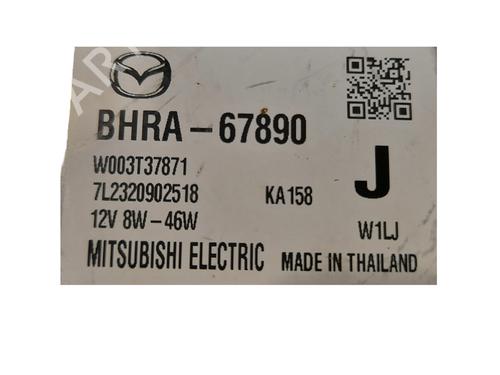 BHRA-67890
W003T37871
7L2320902518 KA158 J
12V 8W-46W W1LJ
MITSUBISHI ELECTRIC MADE IN THAILAND